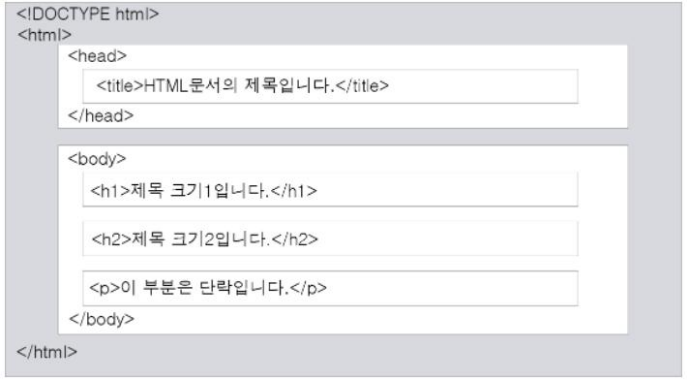 <!DOCTYPE html>
<html>
<head>
<title>HTML문서의 제목입니다.</title>
</head>
<body>
<h1>제목 크기1입니다.</h1>
<h2>제목 크기2입니다.</h2>
<p>이 부분은 단락입니다.</p>
</body>
</html>